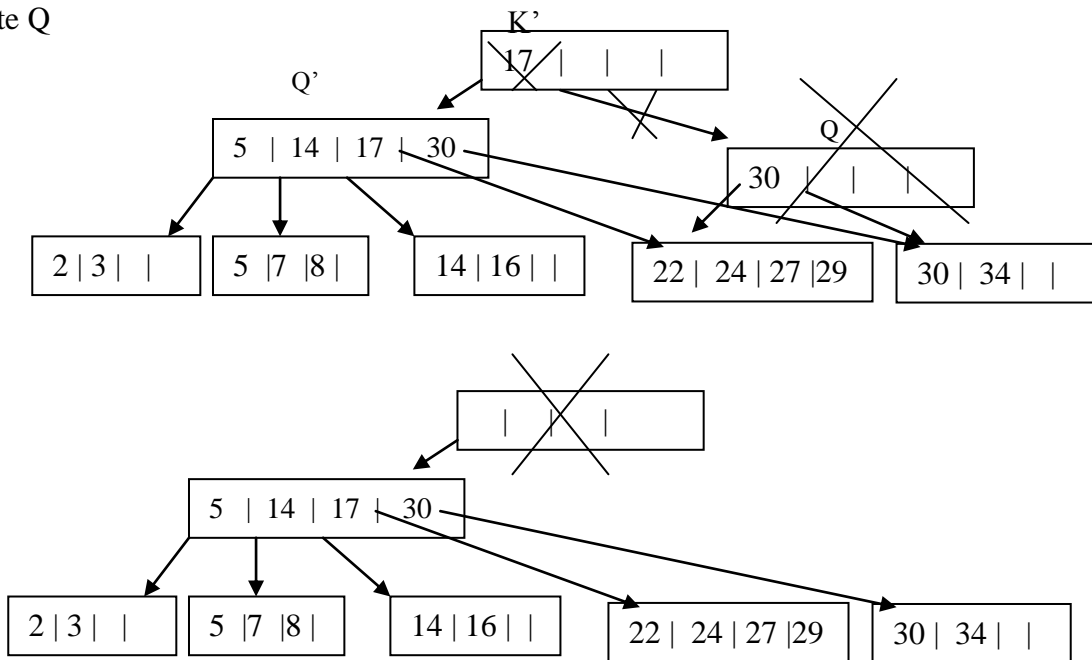 te Q
K’
17 | | |
Q’
Q
5 | 14 | 17 | 30
30 | | |
2 | 3 | |
5 |7 |8 |
14 | 16 | |
22 | 24 | 27 |29
30 | 34 | |
| | |
5 | 14 | 17 | 30
2 | 3 | |
5 |7 |8 |
14 | 16 | |
22 | 24 | 27 |29
30 | 34 | |